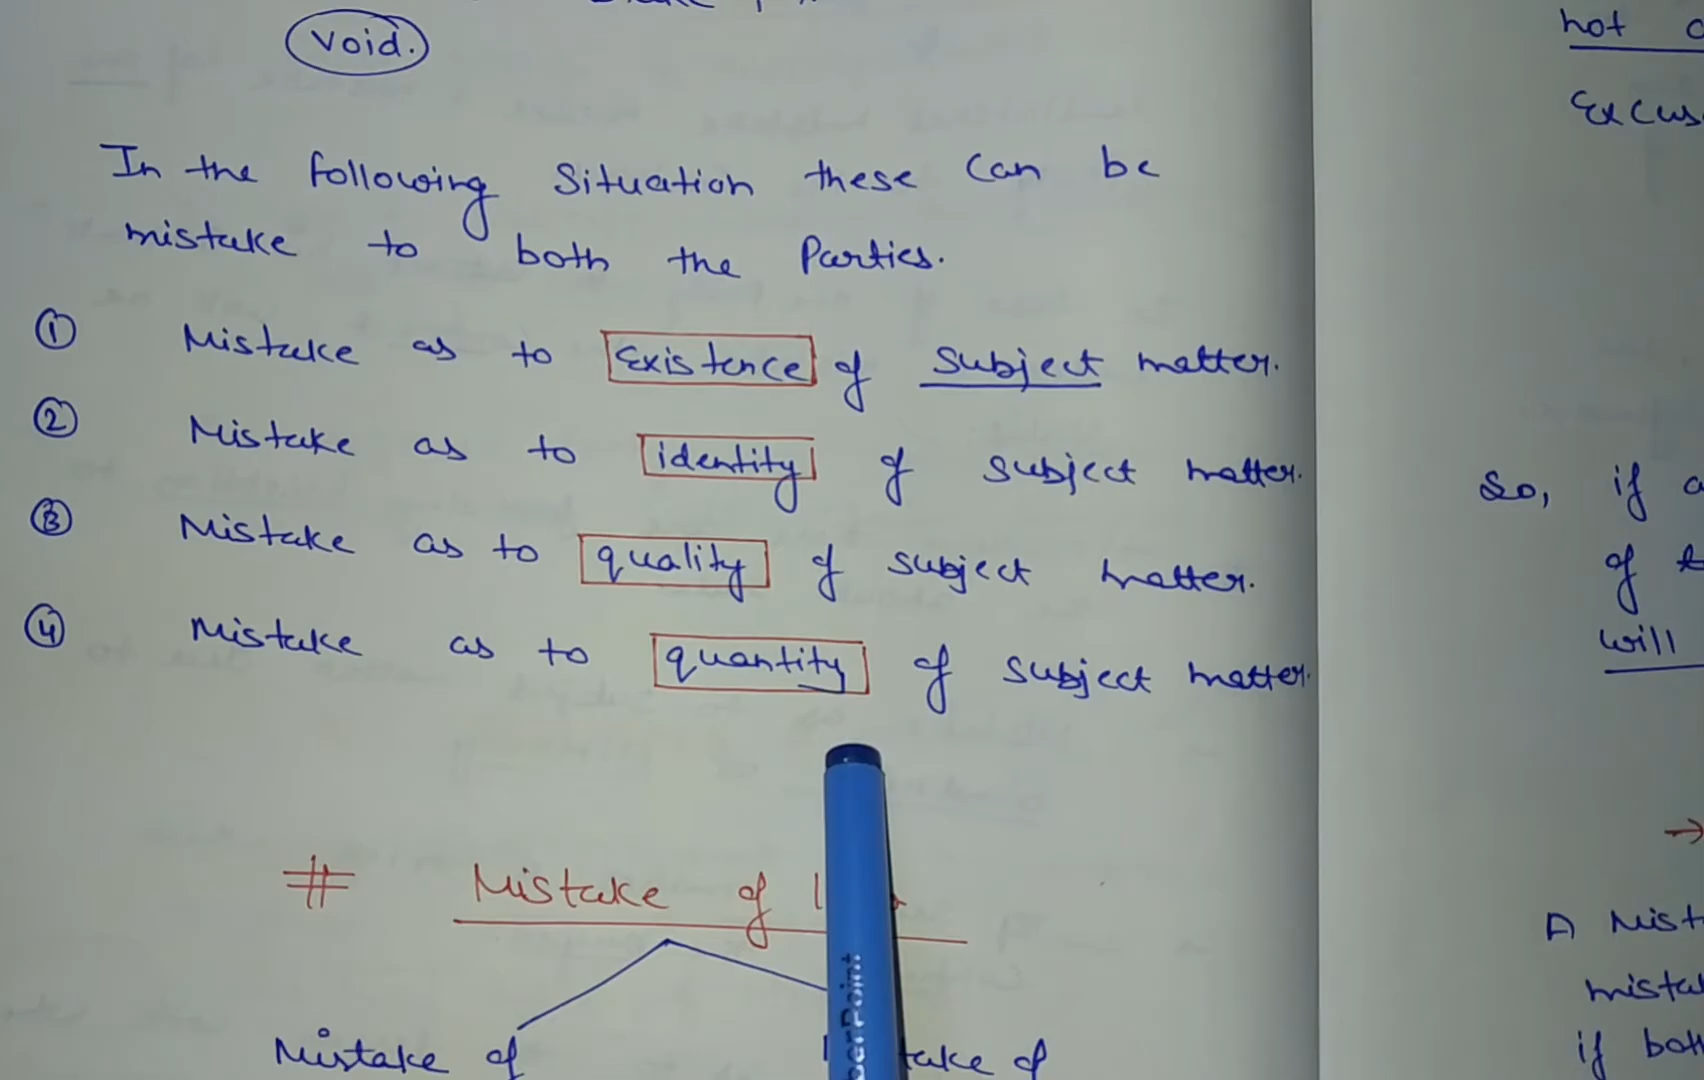 Void.
In the following Situation these Can be
mistake to both the Parties.
① Mistake as to Existence of Subject matter.
② Mistake as to identity of subject matter.
③ Mistake as to quality of subject matter.
④ Mistake as to quantity of subject matter.
# Mistake of
Mistake of take of
not
So, if
of
will
→
A Mist
mista
if bot